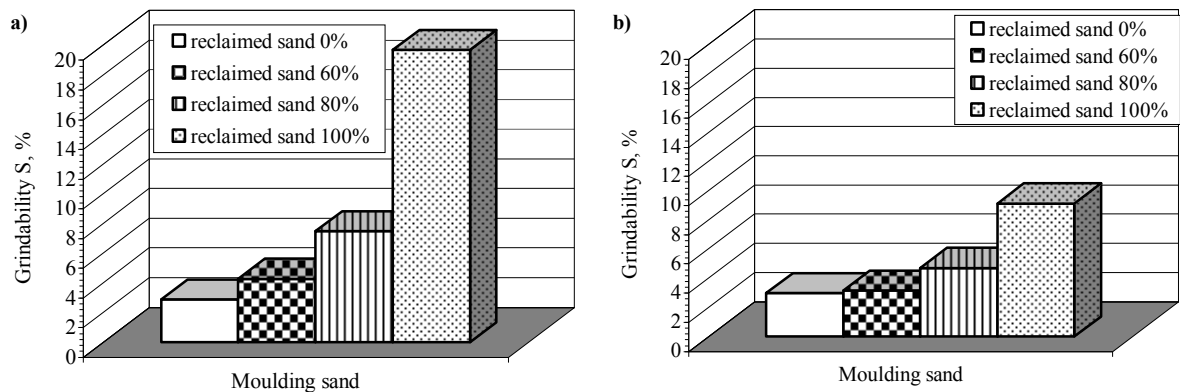 a)
reclaimed sand 0%
reclaimed sand 60%
reclaimed sand 80%
reclaimed sand 100%
20
18
16
14
12
10
8
6
4
2
0
Grindability S, %
Moulding sand
b)
reclaimed sand 0%
reclaimed sand 60%
reclaimed sand 80%
reclaimed sand 100%
20
18
16
14
12
10
8
6
4
2
0
Grindability S, %
Moulding sand